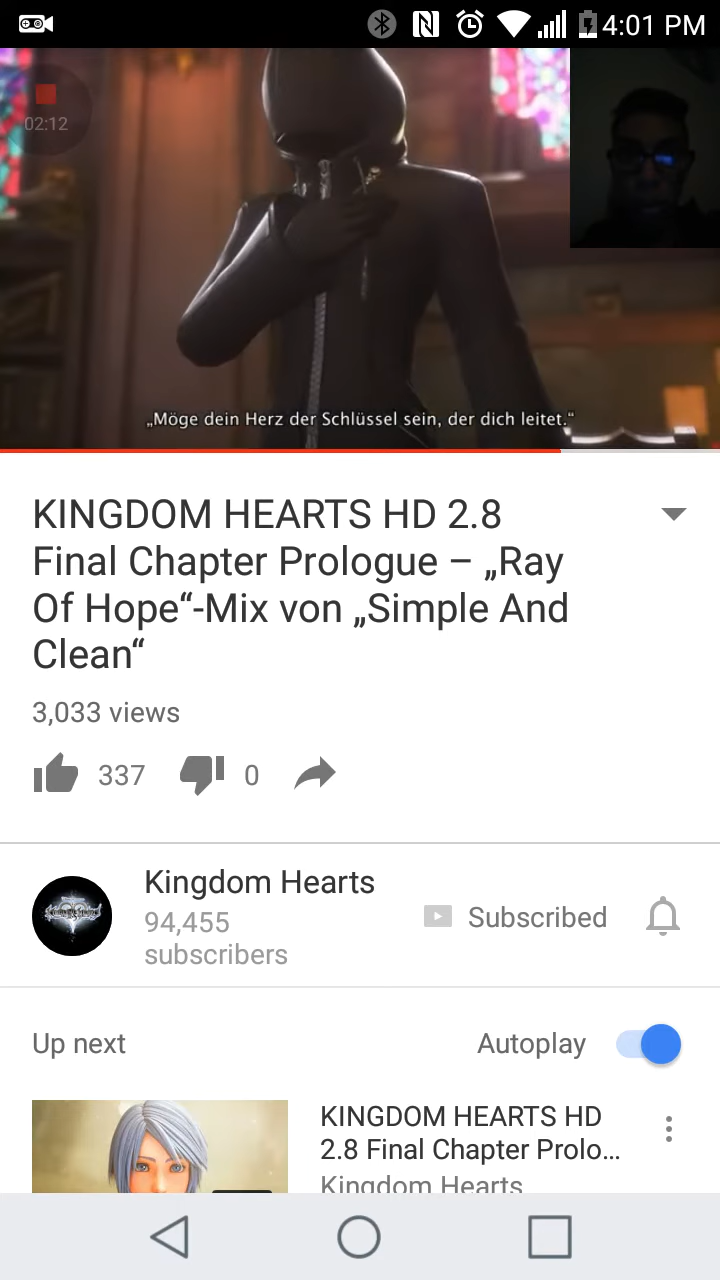 4:01 PM
02:12
„Möge dein Herz der Schlüssel sein, der dich leitet.“
KINGDOM HEARTS HD 2.8
Final Chapter Prologue – „Ray
Of Hope“-Mix von „Simple And
Clean“
3,033 views
337 0
Kingdom Hearts
94,455
subscribers
Subscribed
Up next
Autoplay
KINGDOM HEARTS HD
2.8 Final Chapter Prolo...
Kingdom Hearts